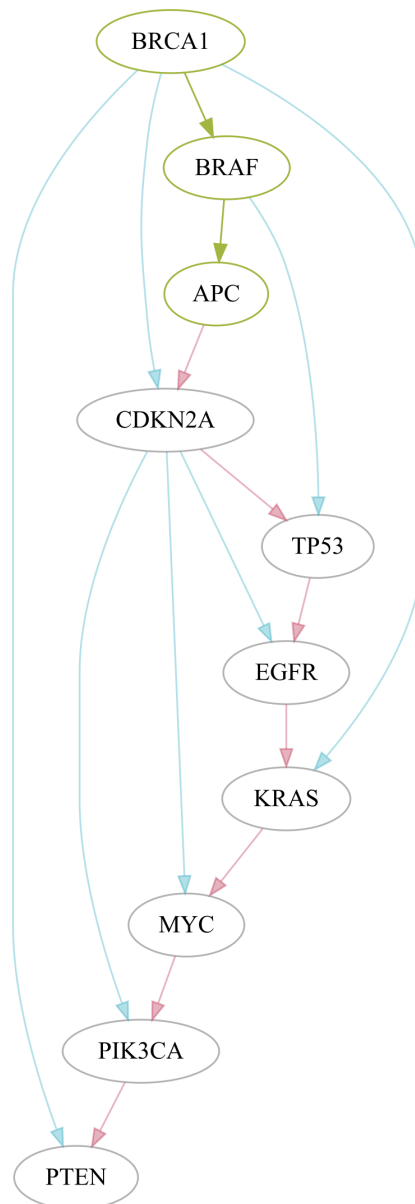 BRCA1
BRAF
APC
CDKN2A
TP53
EGFR
KRAS
MYC
PIK3CA
PTEN